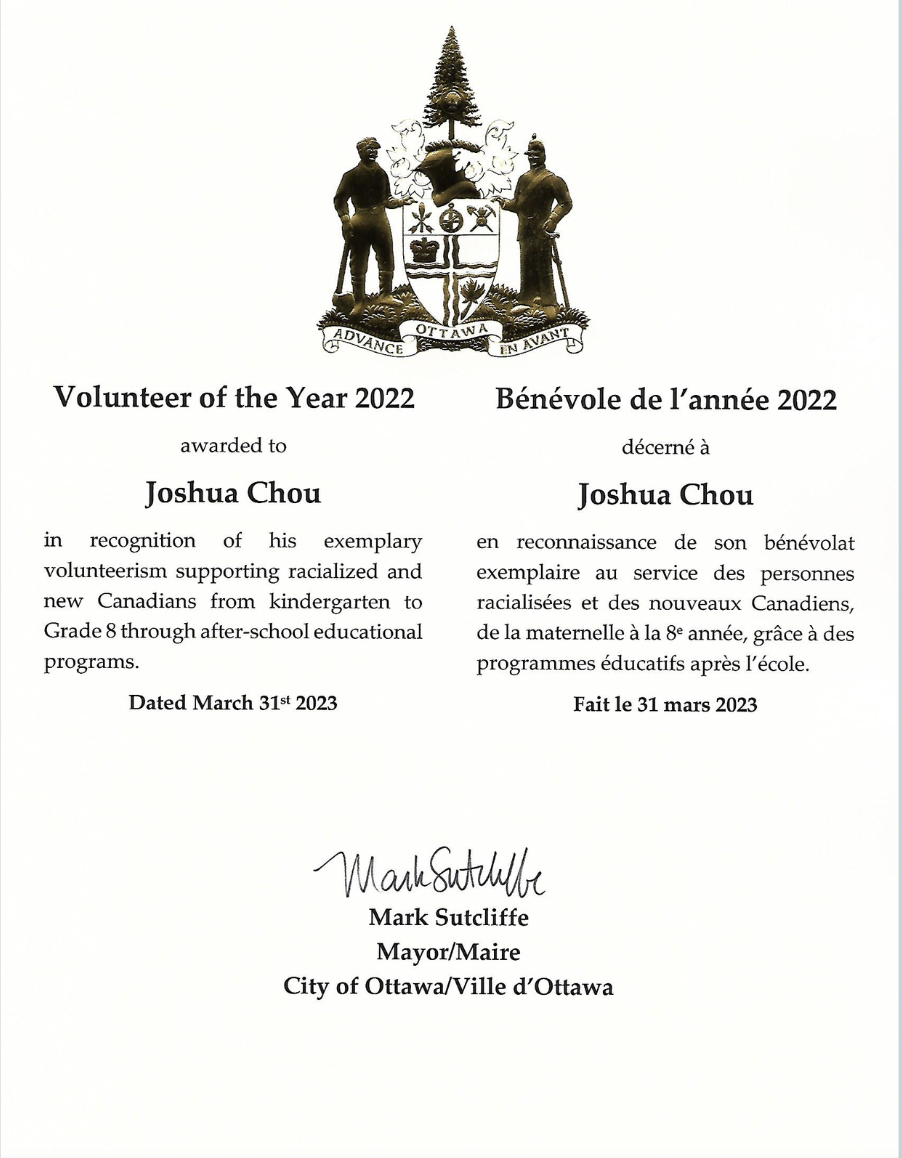 ADVANCE OTTAWA EN AVANT
Volunteer of the Year 2022
awarded to
Joshua Chou
in recognition of his exemplary
volunteerism supporting racialized and
new Canadians from kindergarten to
Grade 8 through after-school educational
programs.
Dated March 31st 2023
Bénévole de l'année 2022
décerné à
Joshua Chou
en reconnaissance de son bénévolat
exemplaire au service des personnes
racialisées et des nouveaux Canadiens,
de la maternelle à la 8e année, grâce à des
programmes éducatifs après l'école.
Fait le 31 mars 2023
Mark Sutcliffe
Mark Sutcliffe
Mayor/Maire
City of Ottawa/Ville d'Ottawa